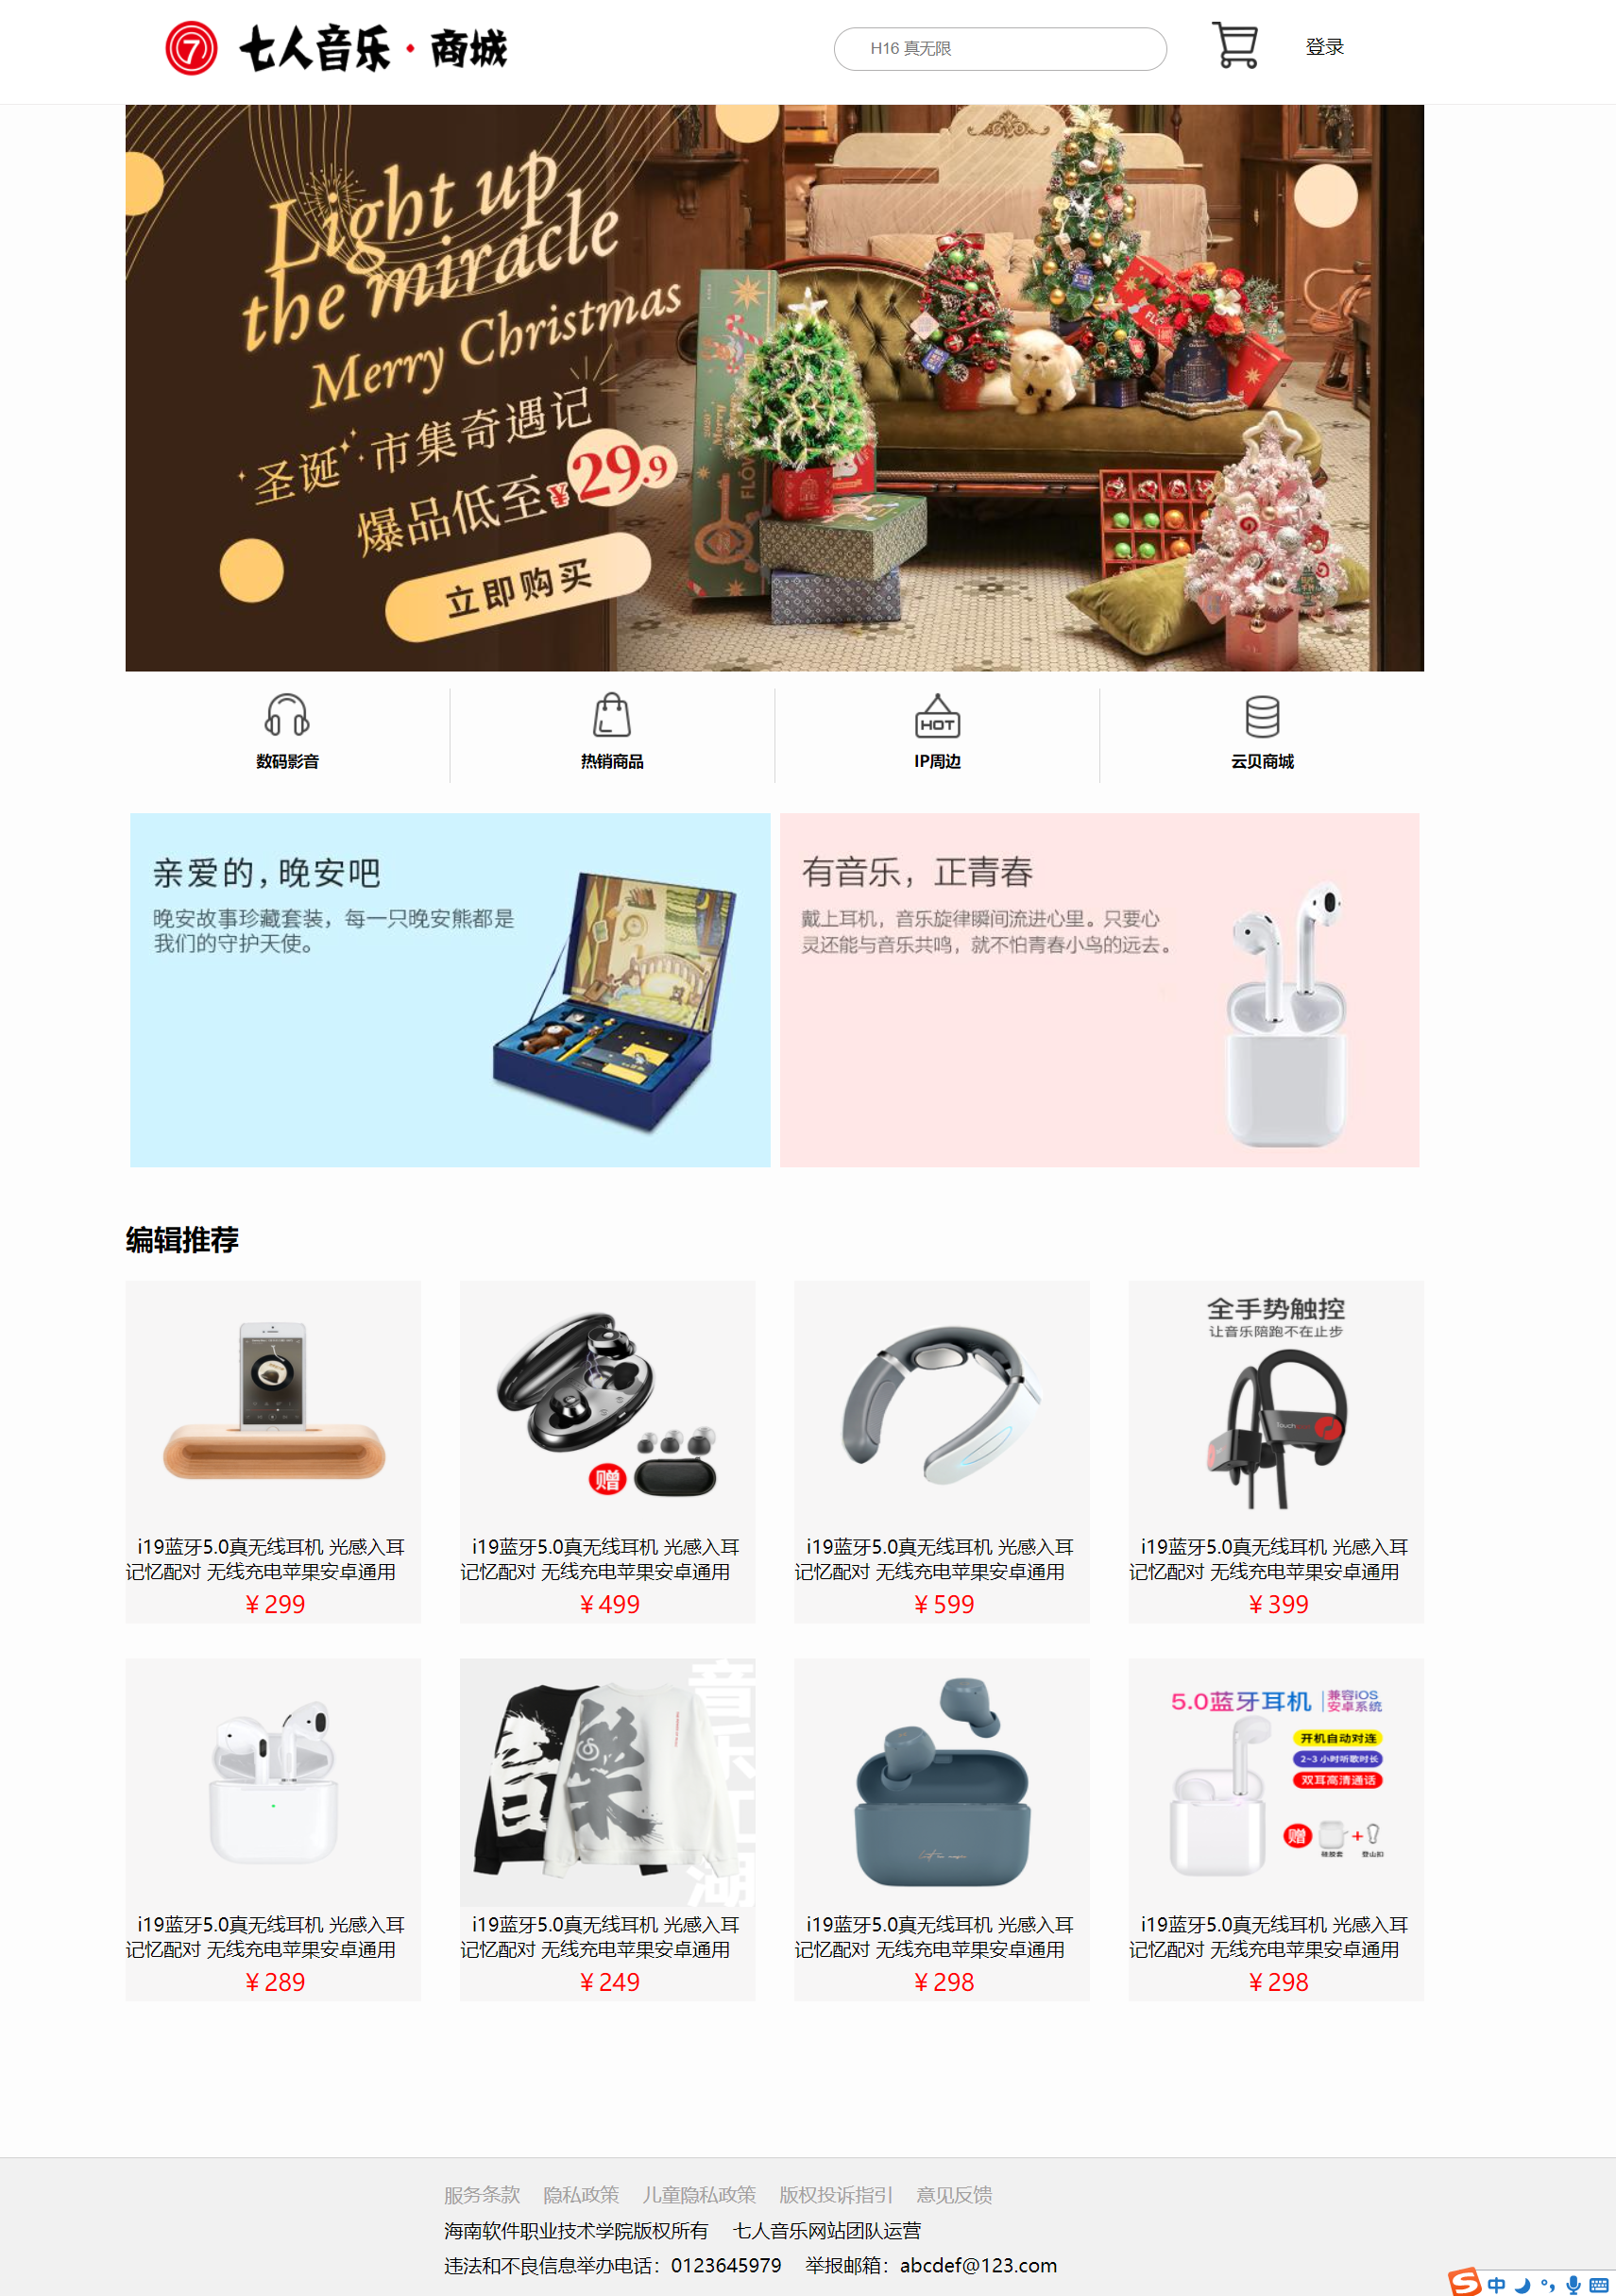 7
七人音乐·商城
H16 真无限
登录
Light up
the miracle
Merry Christmas
圣诞 市集奇遇记
爆品低至¥29.9
立即购买
数码影音
热销商品
HOT
IP周边
云贝商城
亲爱的，晚安吧
晚安故事珍藏套装，每一只晚安熊都是
我们的守护天使。
有音乐，正青春
戴上耳机，音乐旋律瞬间流进心里。只要心
灵还能与音乐共鸣，就不怕青春小鸟的远去。
编辑推荐
赠
全手势触控
让音乐陪跑不在止步
Touch
i19蓝牙5.0真无线耳机 光感入耳
记忆配对 无线充电苹果安卓通用
￥299
i19蓝牙5.0真无线耳机 光感入耳
记忆配对 无线充电苹果安卓通用
￥499
i19蓝牙5.0真无线耳机 光感入耳
记忆配对 无线充电苹果安卓通用
￥599
i19蓝牙5.0真无线耳机 光感入耳
记忆配对 无线充电苹果安卓通用
￥399
音乐江湖
5.0蓝牙耳机
兼容iOS
安卓系统
开机自动对连
2~3小时听歌时长
双耳高清通话
赠
+
硅胶套
登山扣
i19蓝牙5.0真无线耳机 光感入耳
记忆配对 无线充电苹果安卓通用
￥289
i19蓝牙5.0真无线耳机 光感入耳
记忆配对 无线充电苹果安卓通用
￥249
i19蓝牙5.0真无线耳机 光感入耳
记忆配对 无线充电苹果安卓通用
￥298
i19蓝牙5.0真无线耳机 光感入耳
记忆配对 无线充电苹果安卓通用
￥298
服务条款 隐私政策 儿童隐私政策 版权投诉指引 意见反馈
海南软件职业技术学院版权所有 七人音乐网站团队运营
违法和不良信息举办电话：0123645979 举报邮箱：abcdef@123.com
S 中